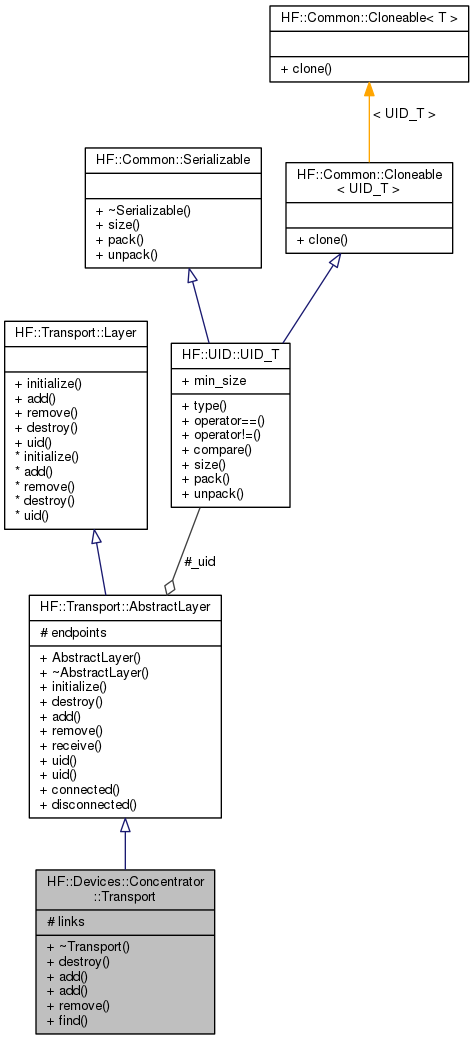 HF::Common::Cloneable< T >
+ clone()
< UID_T >
HF::Common::Serializable
+ ~Serializable()
+ size()
+ pack()
+ unpack()
HF::Common::Cloneable
< UID_T >
+ clone()
HF::Transport::Layer
+ initialize()
+ add()
+ remove()
+ destroy()
+ uid()
* initialize()
* add()
* remove()
* destroy()
* uid()
HF::UID::UID_T
+ min_size
+ type()
+ operator==()
+ operator!=()
+ compare()
+ size()
+ pack()
+ unpack()
#_uid
HF::Transport::AbstractLayer
# endpoints
+ AbstractLayer()
+ ~AbstractLayer()
+ initialize()
+ destroy()
+ add()
+ remove()
+ receive()
+ uid()
+ uid()
+ connected()
+ disconnected()
HF::Devices::Concentrator
::Transport
# links
+ ~Transport()
+ destroy()
+ add()
+ add()
+ remove()
+ find()